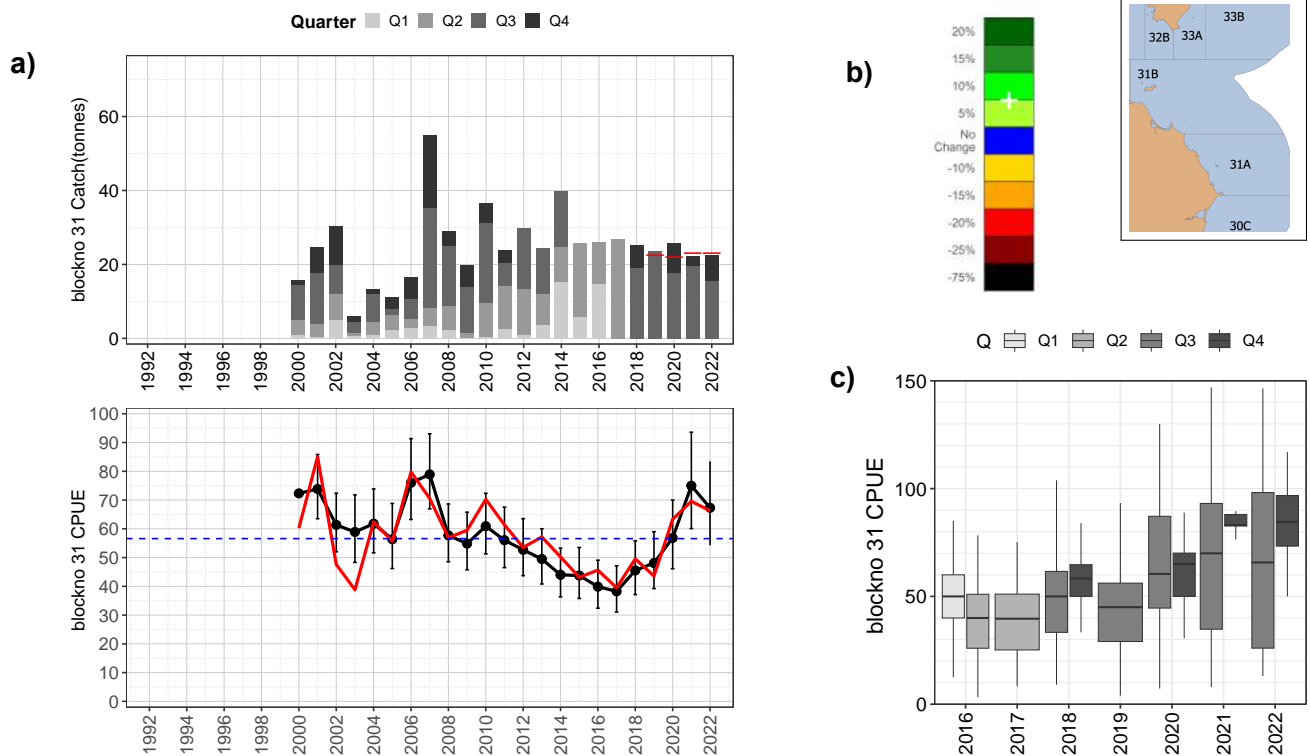 Quarter Q1 Q2 Q3 Q4
a)
blockno 31 Catch(tonnes)
60
40
20
0
1992 1994 1996 1998 2000 2002 2004 2006 2008 2010 2012 2014 2016 2018 2020 2022
blockno 31 CPUE
100
90
80
70
60
50
40
30
20
10
0
1992 1994 1996 1998 2000 2002 2004 2006 2008 2010 2012 2014 2016 2018 2020 2022
b)
20%
15%
10%
5%
No
Change
-10%
-15%
-20%
-25%
-75%
33B
32B 33A
31B
31A
30C
Q Q1 Q2 Q3 Q4
c)
blockno 31 CPUE
150
100
50
0
2016 2017 2018 2019 2020 2021 2022